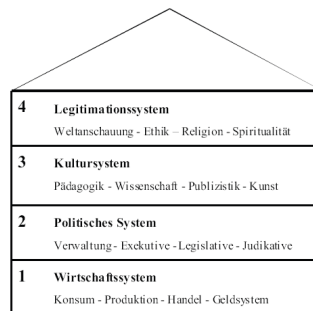 4 Legitimationssystem
Weltanschauung - Ethik – Religion - Spiritualität
3 Kultursystem
Pädagogik - Wissenschaft - Publizistik - Kunst
2 Politisches System
Verwaltung - Exekutive - Legislative - Judikative
1 Wirtschaftssystem
Konsum - Produktion - Handel - Geldsystem